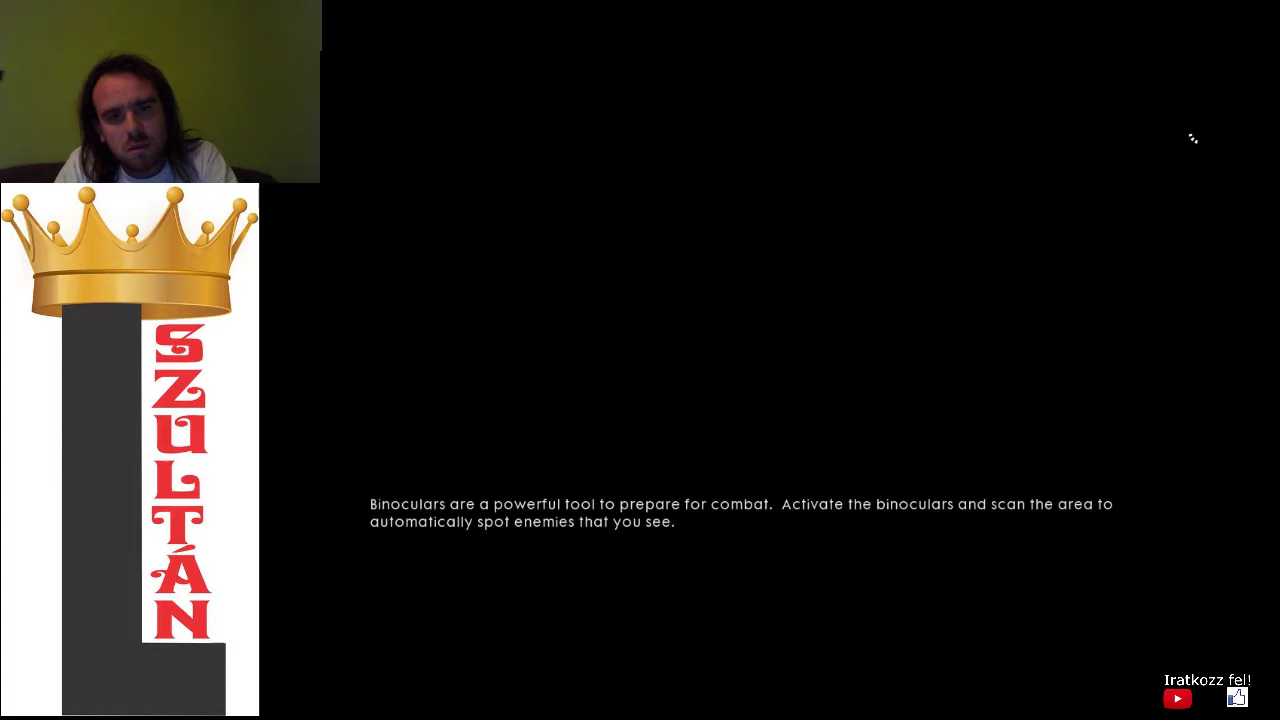 SZULTÁN
Binoculars are a powerful tool to prepare for combat. Activate the binoculars and scan the area to
automatically spot enemies that you see.
Iratkozz fel!